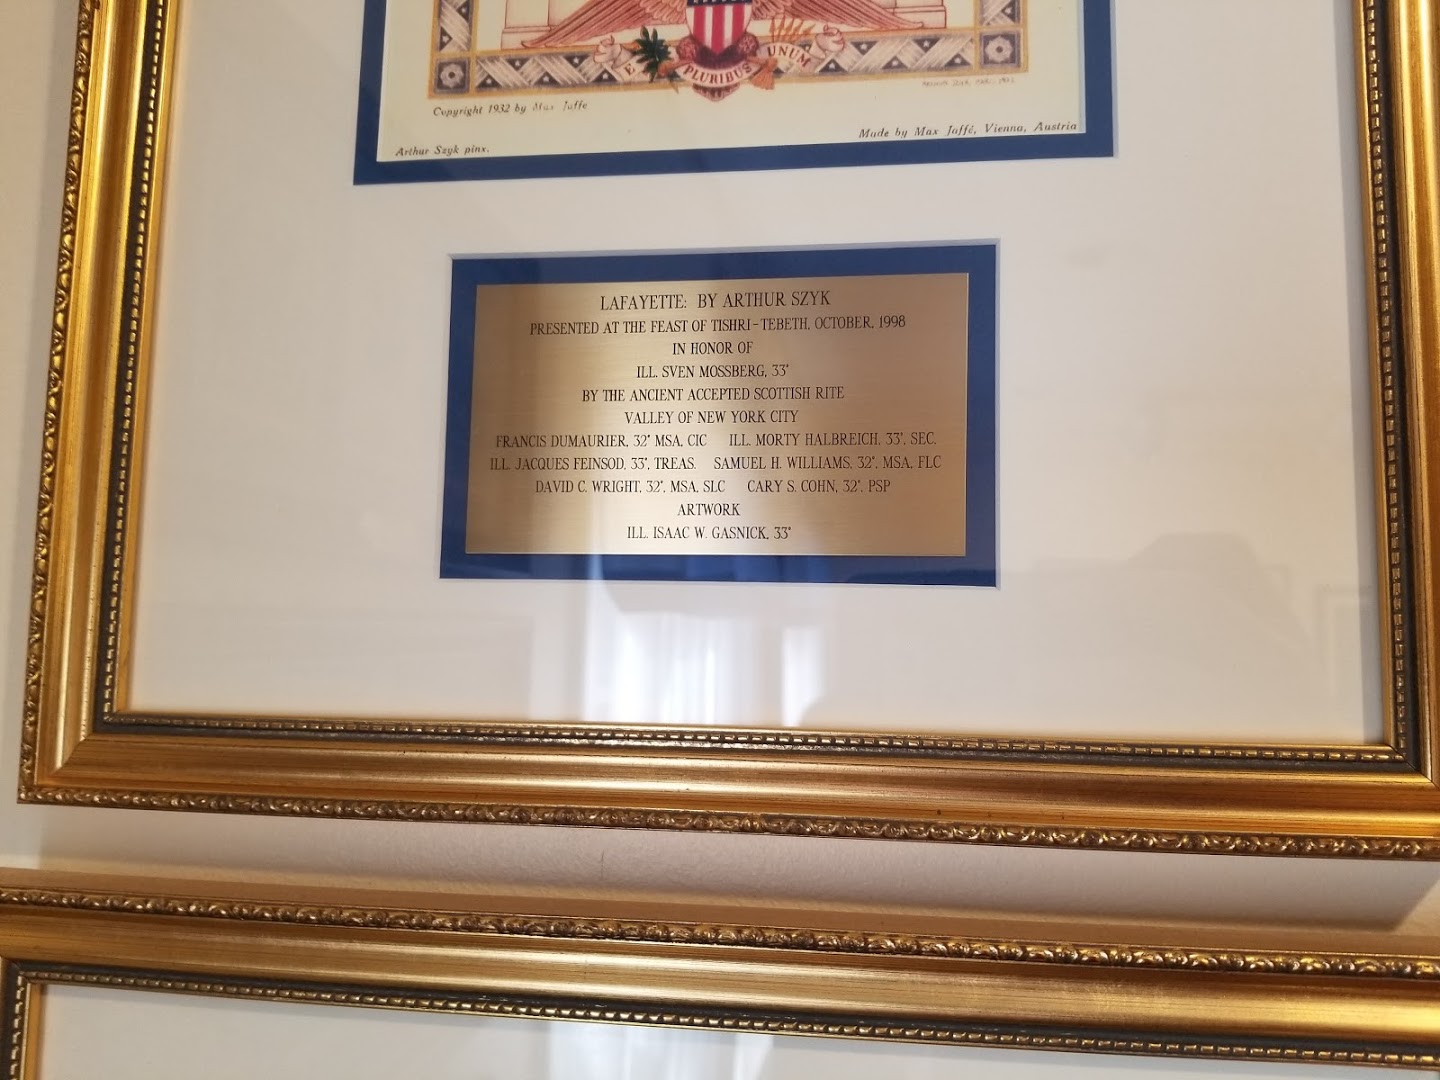 E PLURIBUS UNUM
Copyright 1932 by Max Jaffe
Made by Max Jaffé, Vienna, Austria
Arthur Szyk pinx.
LAFAYETTE: BY ARTHUR SZYK
PRESENTED AT THE FEAST OF TISHRI-TEBETH, OCTOBER, 1998
IN HONOR OF
ILL. SVEN MOSSBERG, 33°
BY THE ANCIENT ACCEPTED SCOTTISH RITE
VALLEY OF NEW YORK CITY
FRANCIS DUMAURIER, 32° MSA, CIC ILL. MORTY HALBREICH, 33°, SEC.
ILL. JACQUES FEINSOD, 33°, TREAS. SAMUEL H. WILLIAMS, 32°, MSA, FLC
DAVID C. WRIGHT, 32°, MSA, SLC CARY S. COHN, 32°, PSP
ARTWORK
ILL. ISAAC W. GASNICK, 33°